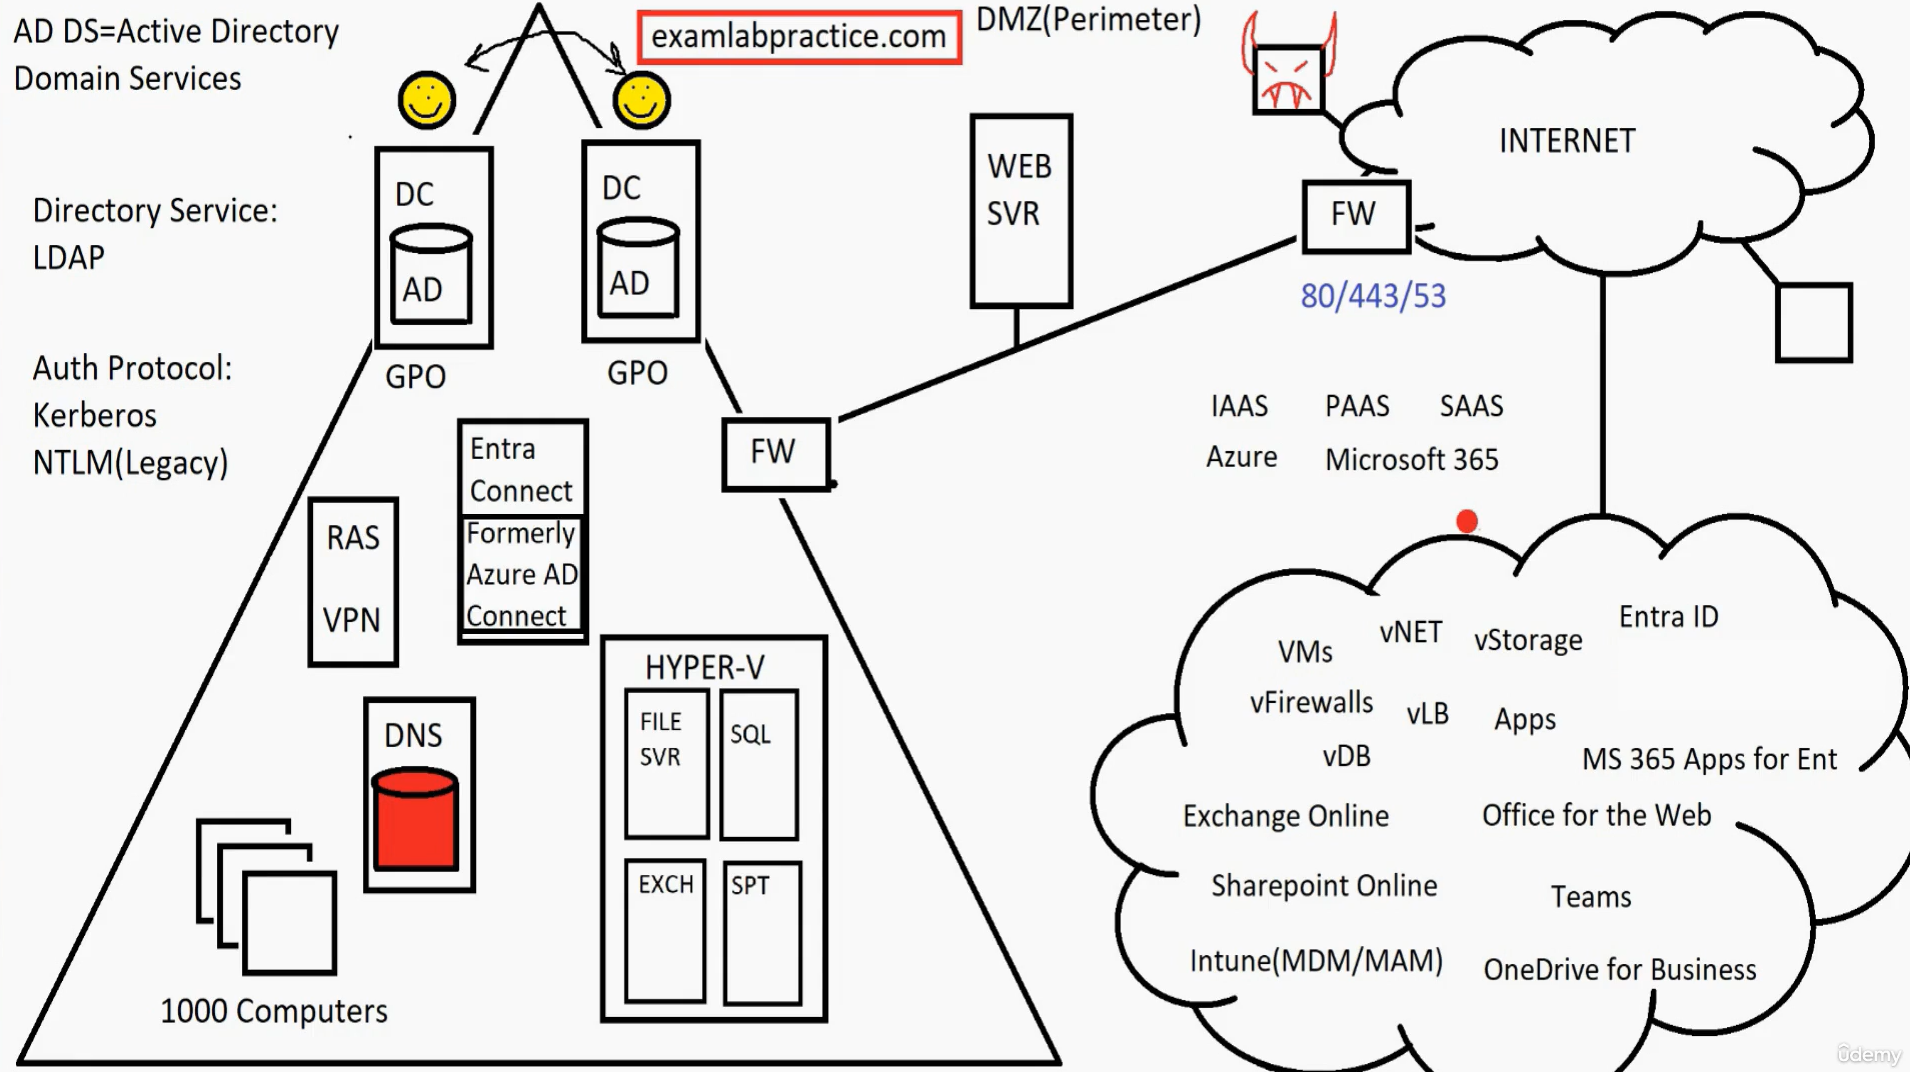 AD DS=Active Directory
Domain Services
examlabpractice.com
DMZ(Perimeter)
INTERNET
DC
AD
GPO
DC
AD
GPO
WEB
SVR
FW
80/443/53
Directory Service:
LDAP
Auth Protocol:
Kerberos
NTLM(Legacy)
Entra
Connect
Formerly
Azure AD
Connect
FW
IAAS PAAS SAAS
Azure Microsoft 365
RAS
VPN
DNS
HYPER-V
FILE
SVR
SQL
EXCH
SPT
1000 Computers
VMs
vNET
vStorage
Entra ID
vFirewalls
vLB
Apps
vDB
MS 365 Apps for Ent
Exchange Online
Office for the Web
Sharepoint Online
Teams
Intune(MDM/MAM)
OneDrive for Business
ûdemy